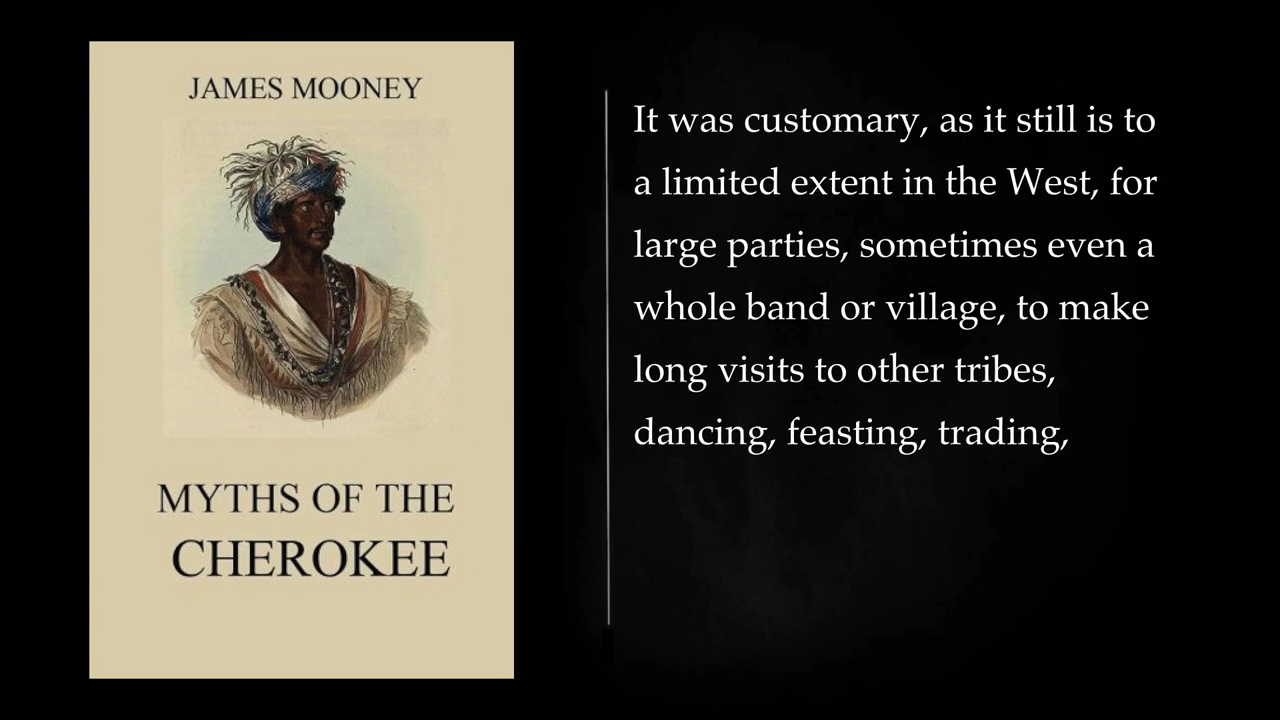 JAMES MOONEY
MYTHS OF THE
CHEROKEE
It was customary, as it still is to
a limited extent in the West, for
large parties, sometimes even a
whole band or village, to make
long visits to other tribes,
dancing, feasting, trading,